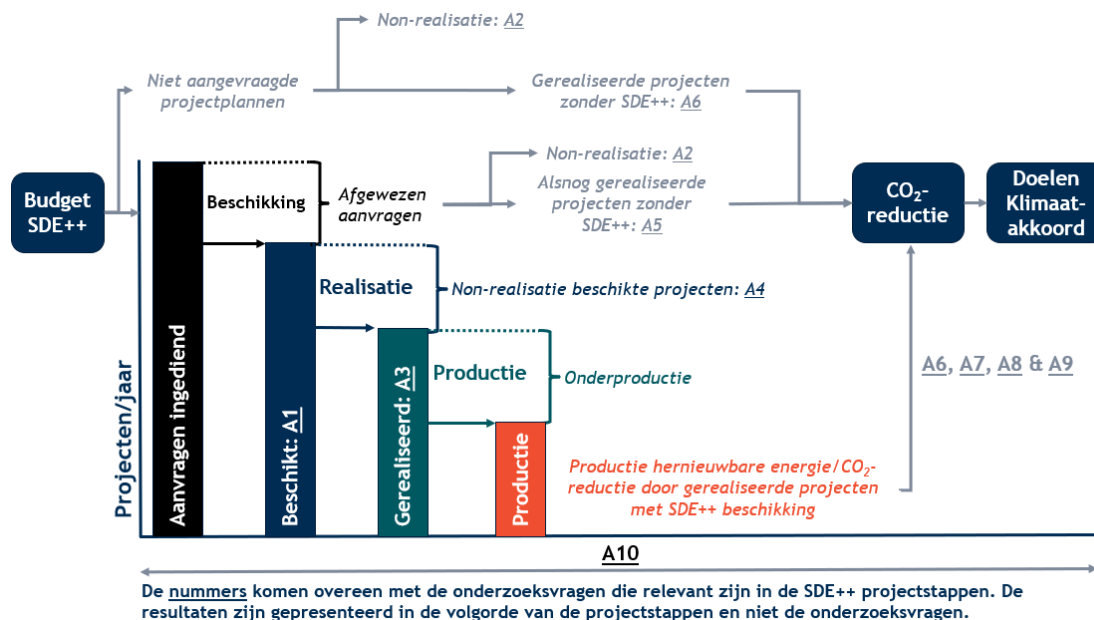 Non-realisatie: A2
Niet aangevraagde
projectplannen
Gerealiseerde projecten
zonder SDE++: A6
Non-realisatie: A2
Budget
SDE++
Beschikking
Afgewezen
aanvragen
Alsnog gerealiseerde
projecten zonder
SDE++: A5
CO₂-
reductie
Doelen
Klimaat-
akkoord
Realisatie
Non-realisatie beschikte projecten: A4
Productie
Onderproductie
A6, A7, A8 & A9
Projecten/jaar
Aanvragen ingediend
Beschikt: A1
Gerealiseerd: A3
Productie
Productie hernieuwbare energie/CO₂-
reductie door gerealiseerde projecten
met SDE++ beschikking
A10
De nummers komen overeen met de onderzoeksvragen die relevant zijn in de SDE++ projectstappen. De
resultaten zijn gepresenteerd in de volgorde van de projectstappen en niet de onderzoeksvragen.